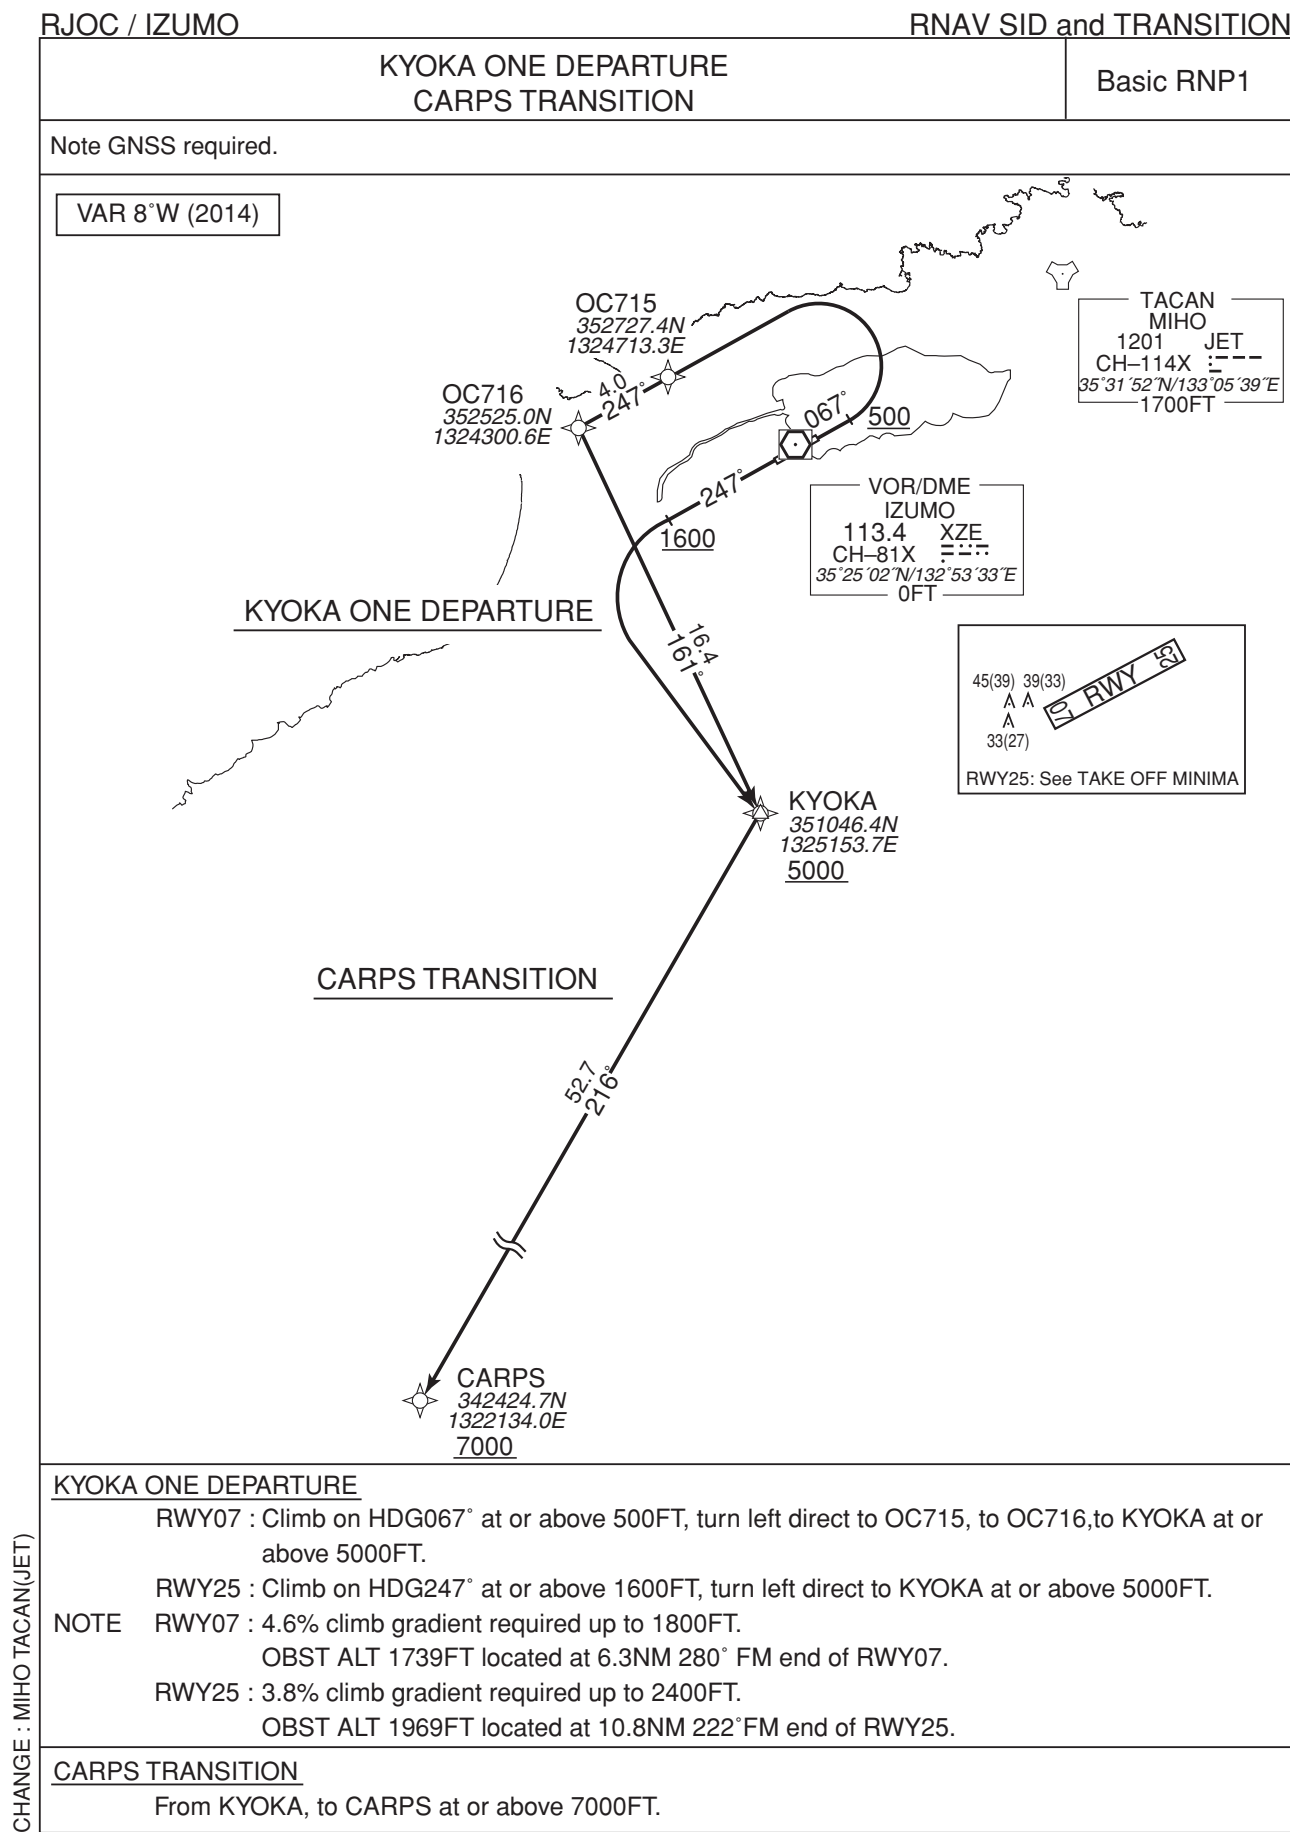 RJOC / IZUMO
RNAV SID and TRANSITION
KYOKA ONE DEPARTURE
CARPS TRANSITION
Basic RNP1
Note GNSS required.
VAR 8˚W (2014)
OC715
352727.4N
1324713.3E
TACAN
MIHO
1201 JET
CH–114X
35˚31´52˝N/133˚05´39˝E
1700FT
OC716
352525.0N
1324300.6E
4.0
247˚
067˚
500
247˚
1600
VOR/DME
IZUMO
113.4 XZE
CH–81X
35˚25´02˝N/132˚53´33˝E
0FT
KYOKA ONE DEPARTURE
16.4
161˚
45(39) 39(33)
33(27)
07 RWY 25
RWY25: See TAKE OFF MINIMA
KYOKA
351046.4N
1325153.7E
5000
CARPS TRANSITION
52.7
216˚
CARPS
342424.7N
1322134.0E
7000
KYOKA ONE DEPARTURE
RWY07 : Climb on HDG067˚ at or above 500FT, turn left direct to OC715, to OC716,to KYOKA at or
above 5000FT.
RWY25 : Climb on HDG247˚ at or above 1600FT, turn left direct to KYOKA at or above 5000FT.
NOTE RWY07 : 4.6% climb gradient required up to 1800FT.
OBST ALT 1739FT located at 6.3NM 280˚ FM end of RWY07.
RWY25 : 3.8% climb gradient required up to 2400FT.
OBST ALT 1969FT located at 10.8NM 222˚FM end of RWY25.
CARPS TRANSITION
From KYOKA, to CARPS at or above 7000FT.
CHANGE : MIHO TACAN(JET)